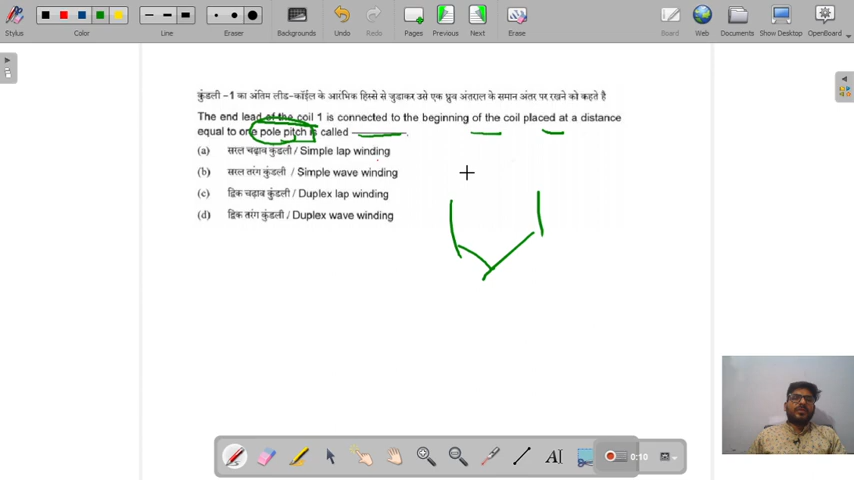 Stylus
Color
Line
Eraser
Backgrounds
Undo
Redo
Pages
Previous
Next
Erase
Board
Web
Documents
Show Desktop
OpenBoard
कुंडली –1 का अंतिम लीड–कॉईल के आरंभिक हिस्से से जुडाकर उसे एक ध्रुव अंतराल के समान अंतर पर रखने को कहते है
The end lead of the coil 1 is connected to the beginning of the coil placed at a distance
equal to one pole pitch is called ________.
(a) सरल चढ़ाव कुंडली / Simple lap winding
(b) सरल तरंग कुंडली / Simple wave winding
(c) द्विक चढ़ाव कुंडली / Duplex lap winding
(d) द्विक तरंग कुंडली / Duplex wave winding
0:10